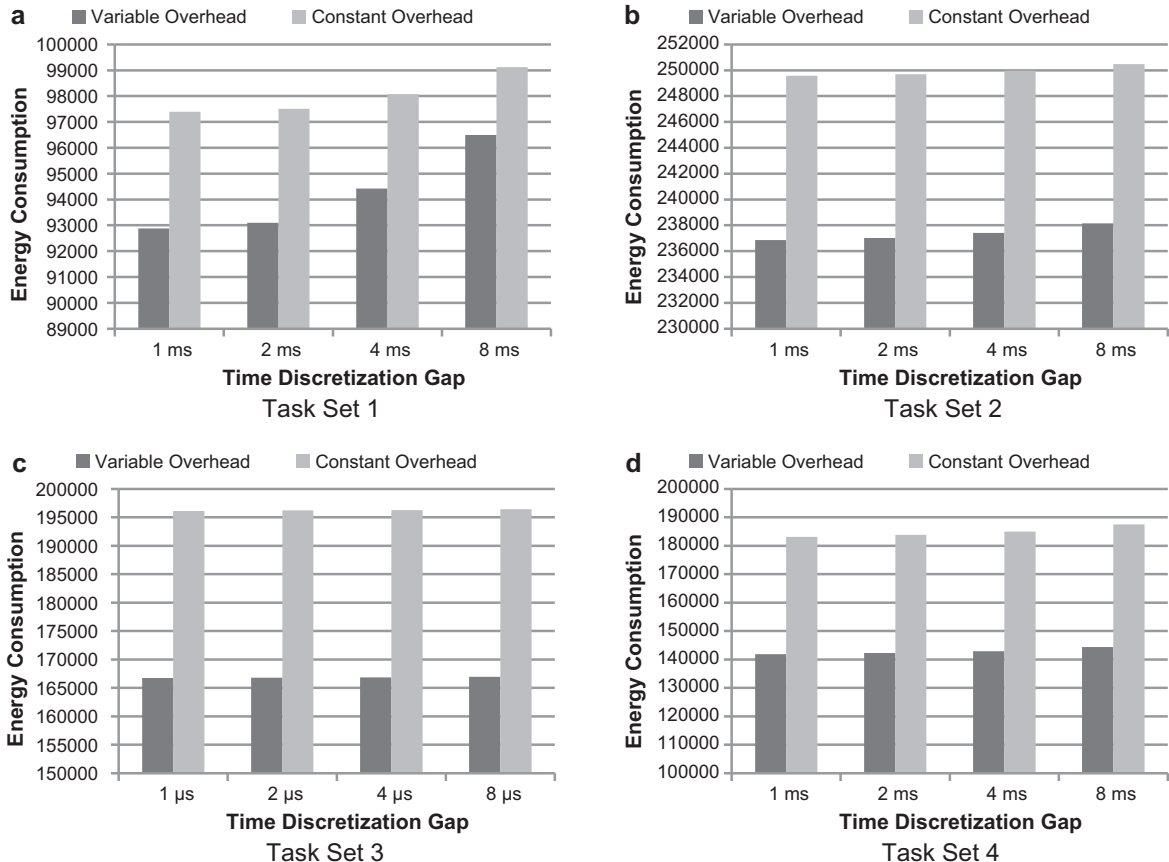 a
Variable Overhead
Constant Overhead
Energy Consumption
100000
99000
98000
97000
96000
95000
94000
93000
92000
91000
90000
89000
1 ms
2 ms
4 ms
8 ms
Time Discretization Gap
Task Set 1
b
Variable Overhead
Constant Overhead
Energy Consumption
252000
250000
248000
246000
244000
242000
240000
238000
236000
234000
232000
230000
1 ms
2 ms
4 ms
8 ms
Time Discretization Gap
Task Set 2
c
Variable Overhead
Constant Overhead
Energy Consumption
200000
195000
190000
185000
180000
175000
170000
165000
160000
155000
150000
1 µs
2 µs
4 µs
8 µs
Time Discretization Gap
Task Set 3
d
Variable Overhead
Constant Overhead
Energy Consumption
200000
190000
180000
170000
160000
150000
140000
130000
120000
110000
100000
1 ms
2 ms
4 ms
8 ms
Time Discretization Gap
Task Set 4